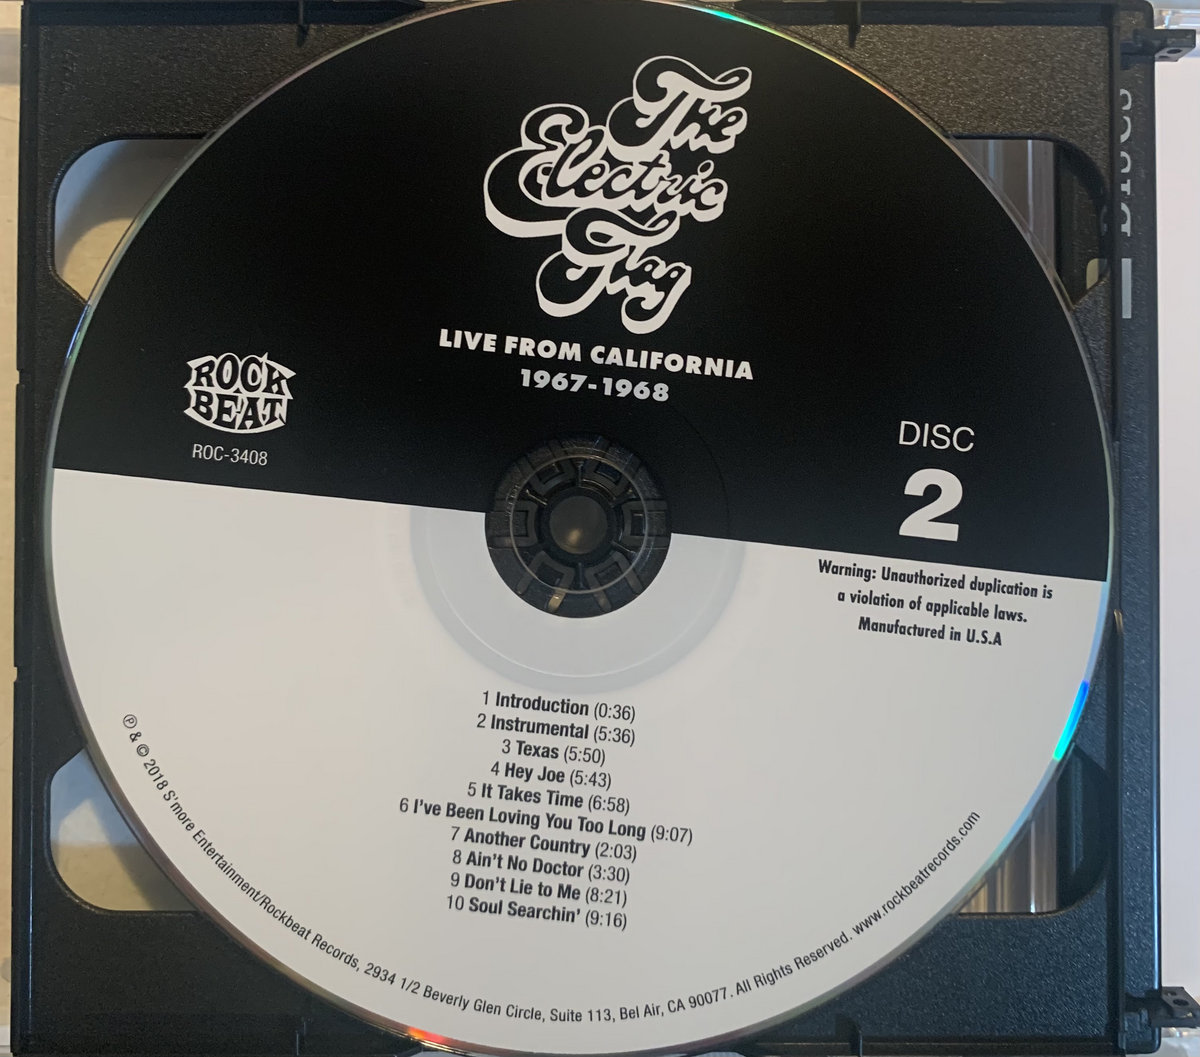 The
Electric
Flag
LIVE FROM CALIFORNIA
1967-1968
ROCK
BEAT
ROC-3408
DISC
2
Warning: Unauthorized duplication is
a violation of applicable laws.
Manufactured in U.S.A
1 Introduction (0:36)
2 Instrumental (5:36)
3 Texas (5:50)
4 Hey Joe (5:43)
5 It Takes Time (6:58)
6 I've Been Loving You Too Long (9:07)
7 Another Country (2:03)
8 Ain't No Doctor (3:30)
9 Don't Lie to Me (8:21)
10 Soul Searchin' (9:16)
℗ & © 2018 S'more Entertainment/Rockbeat Records, 2934 1/2 Beverly Glen Circle, Suite 113, Bel Air, CA 90077. All Rights Reserved. www.rockbeatrecords.com